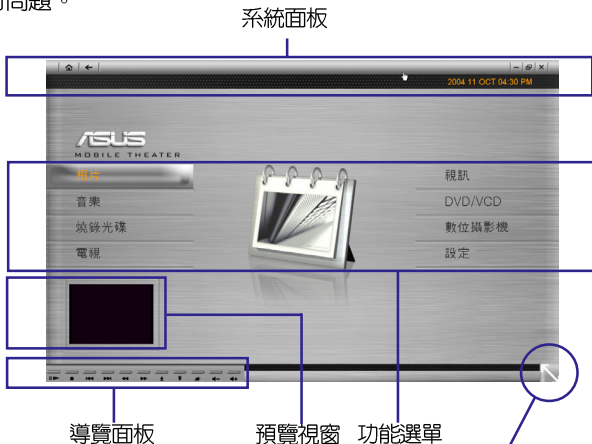 問題。
系統面板
2004 11 OCT 04:30 PM
ASUS
MOBILE THEATER
相片
音樂
燒錄光碟
電視
視訊
DVD/VCD
數位攝影機
設定
導覽面板
預覽視窗
功能選單